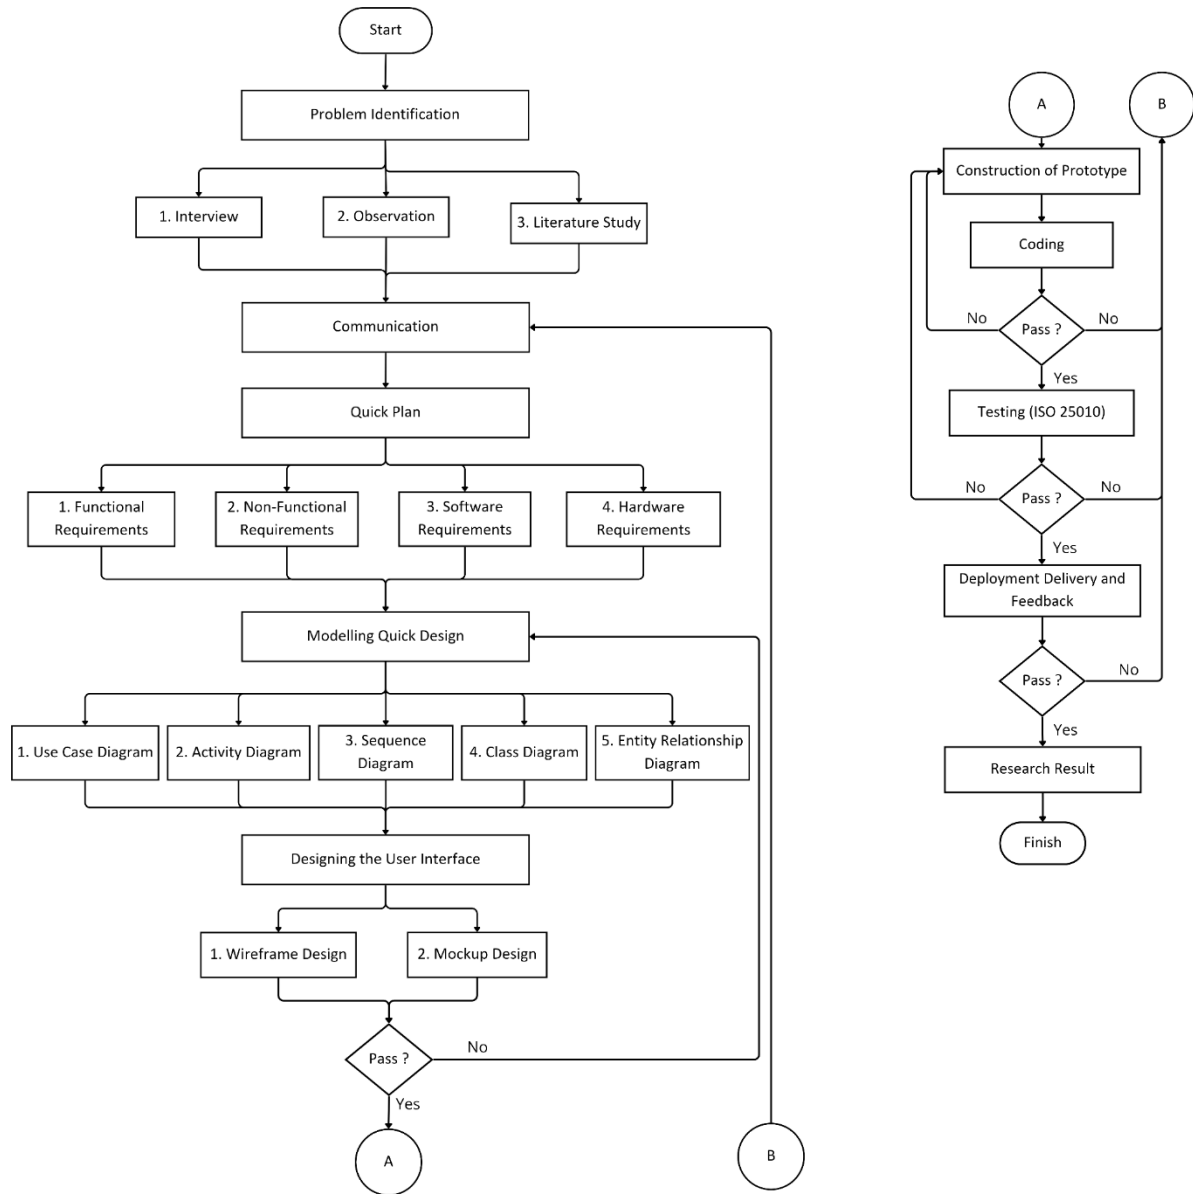 Start
Problem Identification
1. Interview
2. Observation
3. Literature Study
Communication
Quick Plan
1. Functional
Requirements
2. Non-Functional
Requirements
3. Software
Requirements
4. Hardware
Requirements
Modelling Quick Design
1. Use Case Diagram
2. Activity Diagram
3. Sequence
Diagram
4. Class Diagram
5. Entity Relationship
Diagram
Designing the User Interface
1. Wireframe Design
2. Mockup Design
Pass ?
No
Yes
A
B
A
B
Construction of Prototype
Coding
No
Pass ?
No
Yes
Testing (ISO 25010)
No
Pass ?
No
Yes
Deployment Delivery and
Feedback
Pass ?
No
Yes
Research Result
Finish